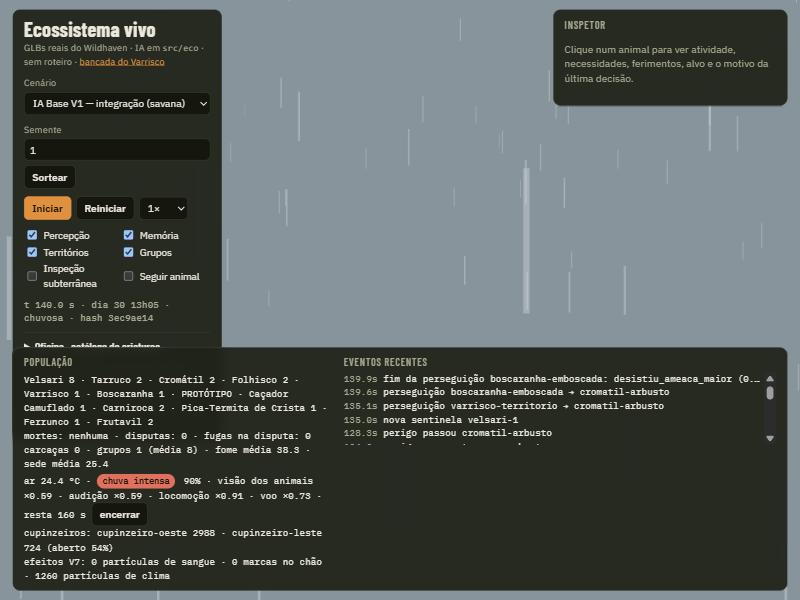 Ecossistema vivo
GLBs reais do Wildhaven · IA em src/eco ·
sem roteiro · bancada do Varrisco
Cenário
IA Base V1 — integração (savana)
Semente
1
Sortear
Iniciar Reiniciar 1×
Percepção Memória
Territórios Grupos
Inspeção
subterrânea Seguir animal
t 140.0 s · dia 30 13h05 ·
chuvosa · hash 5ec9ae14
INSPETOR
Clique num animal para ver atividade,
necessidades, ferimentos, alvo e o motivo da
última decisão.
POPULAÇÃO
Velsari 8 · Tarruco 2 · Cromátil 2 · Folhisco 2 ·
Varrisco 1 · Boscaranha 1 · PROTÓTIPO · Caçador
Camuflado 1 · Carniroca 2 · Pica-Termita de Crista 1 ·
Ferrunco 1 · Frutavil 2
mortes: nenhuma · disputas: 0 · fugas na disputa: 0
carcaças 0 · grupos 1 (média 8) · fome média 38.3 ·
sede média 25.4
ar 24.4 °C · chuva intensa 90% · visão dos animais
×0.59 · audição ×0.59 · locomoção ×0.91 · voo ×0.73 ·
resta 160 s encerrar
cupinzeiros: cupinzeiro-oeste 2988 · cupinzeiro-leste
724 (aberto 54%)
efeitos V7: 0 partículas de sangue · 0 marcas no chão
· 1260 partículas de clima
EVENTOS RECENTES
139.9s fim da perseguição boscaranha-emboscada: desistiu_ameaca_maior (0.…
139.6s perseguição boscaranha-emboscada → cromatil-arbusto
135.1s perseguição varrisco-territorio → cromatil-arbusto
135.0s nova sentinela velsari-1
128.3s perigo passou cromatil-arbusto